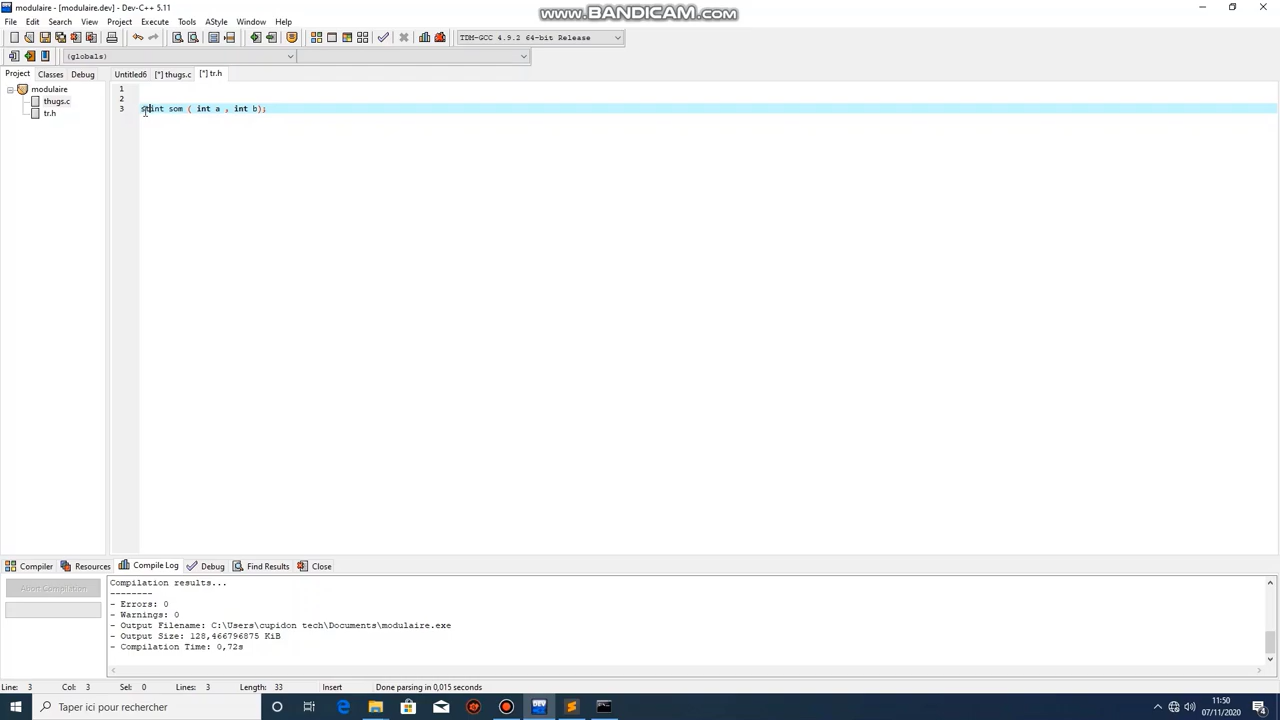 modulaire - [modulaire.dev] - Dev-C++ 5.11
www.BANDICAM.com
File Edit Search View Project Execute Tools AStyle Window Help
TDM-GCC 4.9.2 64-bit Release
(globals)
Project Classes Debug
Untitled6 [*] thugs.c [*] tr.h
modulaire
thugs.c
tr.h
1
2
3 stint som ( int a , int b);
Compiler Resources Compile Log Debug Find Results Close
Abort Compilation
Compilation results...
--------
- Errors: 0
- Warnings: 0
- Output Filename: C:\Users\cupidon tech\Documents\modulaire.exe
- Output Size: 128,466796875 KiB
- Compilation Time: 0,72s
Line: 3 Col: 3 Sel: 0 Lines: 3 Length: 33 Insert Done parsing in 0,015 seconds
Taper ici pour rechercher
11:50
07/11/2020